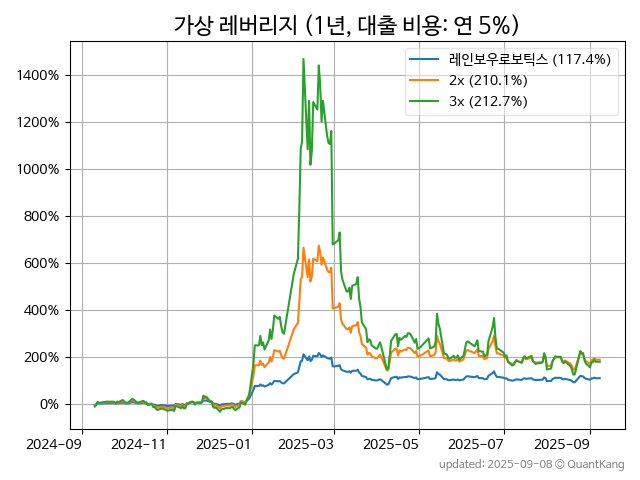 가상 레버리지 (1년, 대출 비용: 연 5%)
레인보우로보틱스 (117.4%)
2x (210.1%)
3x (212.7%)
1400%
1200%
1000%
800%
600%
400%
200%
0%
2024-09 2024-11 2025-01 2025-03 2025-05 2025-07 2025-09
updated: 2025-09-08 © QuantKang